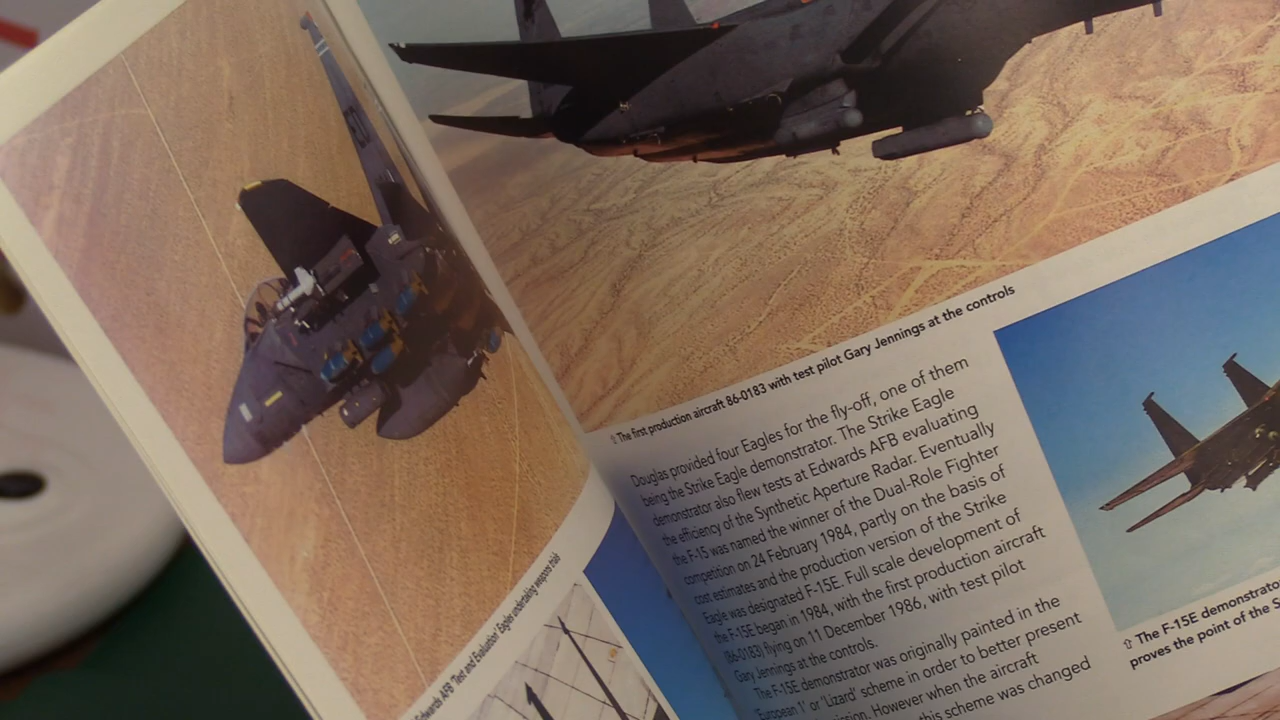 Edwards AFB 'Test and Evaluation' Eagles undertaking weapons trials
⇧ The first production aircraft 86-0183 with test pilot Gary Jennings at the controls
Douglas provided four Eagles for the fly-off, one of them
being the Strike Eagle demonstrator. The Strike Eagle
demonstrator also flew tests at Edwards AFB evaluating
the efficiency of the Synthetic Aperture Radar. Eventually
the F-15 was named the winner of the Dual-Role Fighter
competition on 24 February 1984, partly on the basis of
cost estimates and the production version of the Strike
Eagle was designated F-15E. Full scale development of
the F-15E began in 1984, with the first production aircraft
(86-0183) flying on 11 December 1986, with test pilot
Gary Jennings at the controls.
The F-15E demonstrator was originally painted in the
'European 1' or 'Lizard' scheme in order to better present
However when the aircraft
this scheme was changed
⇧ The F-15E demonstrato
proves the point of the S